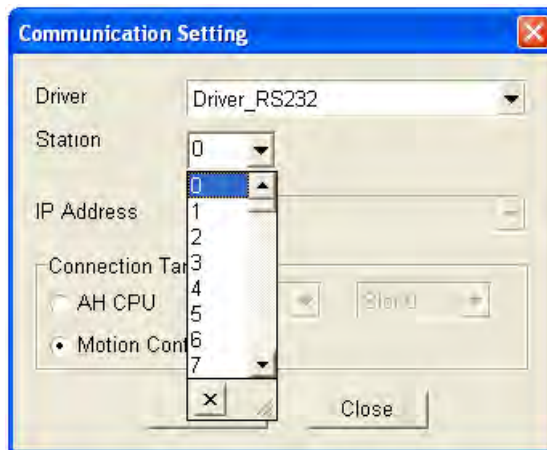 Communication Setting
Driver Driver_RS232
Station 0
0
1
IP Address
2
3
Connection Tar
4
AH CPU
5
Motion Cont
6
7
Close